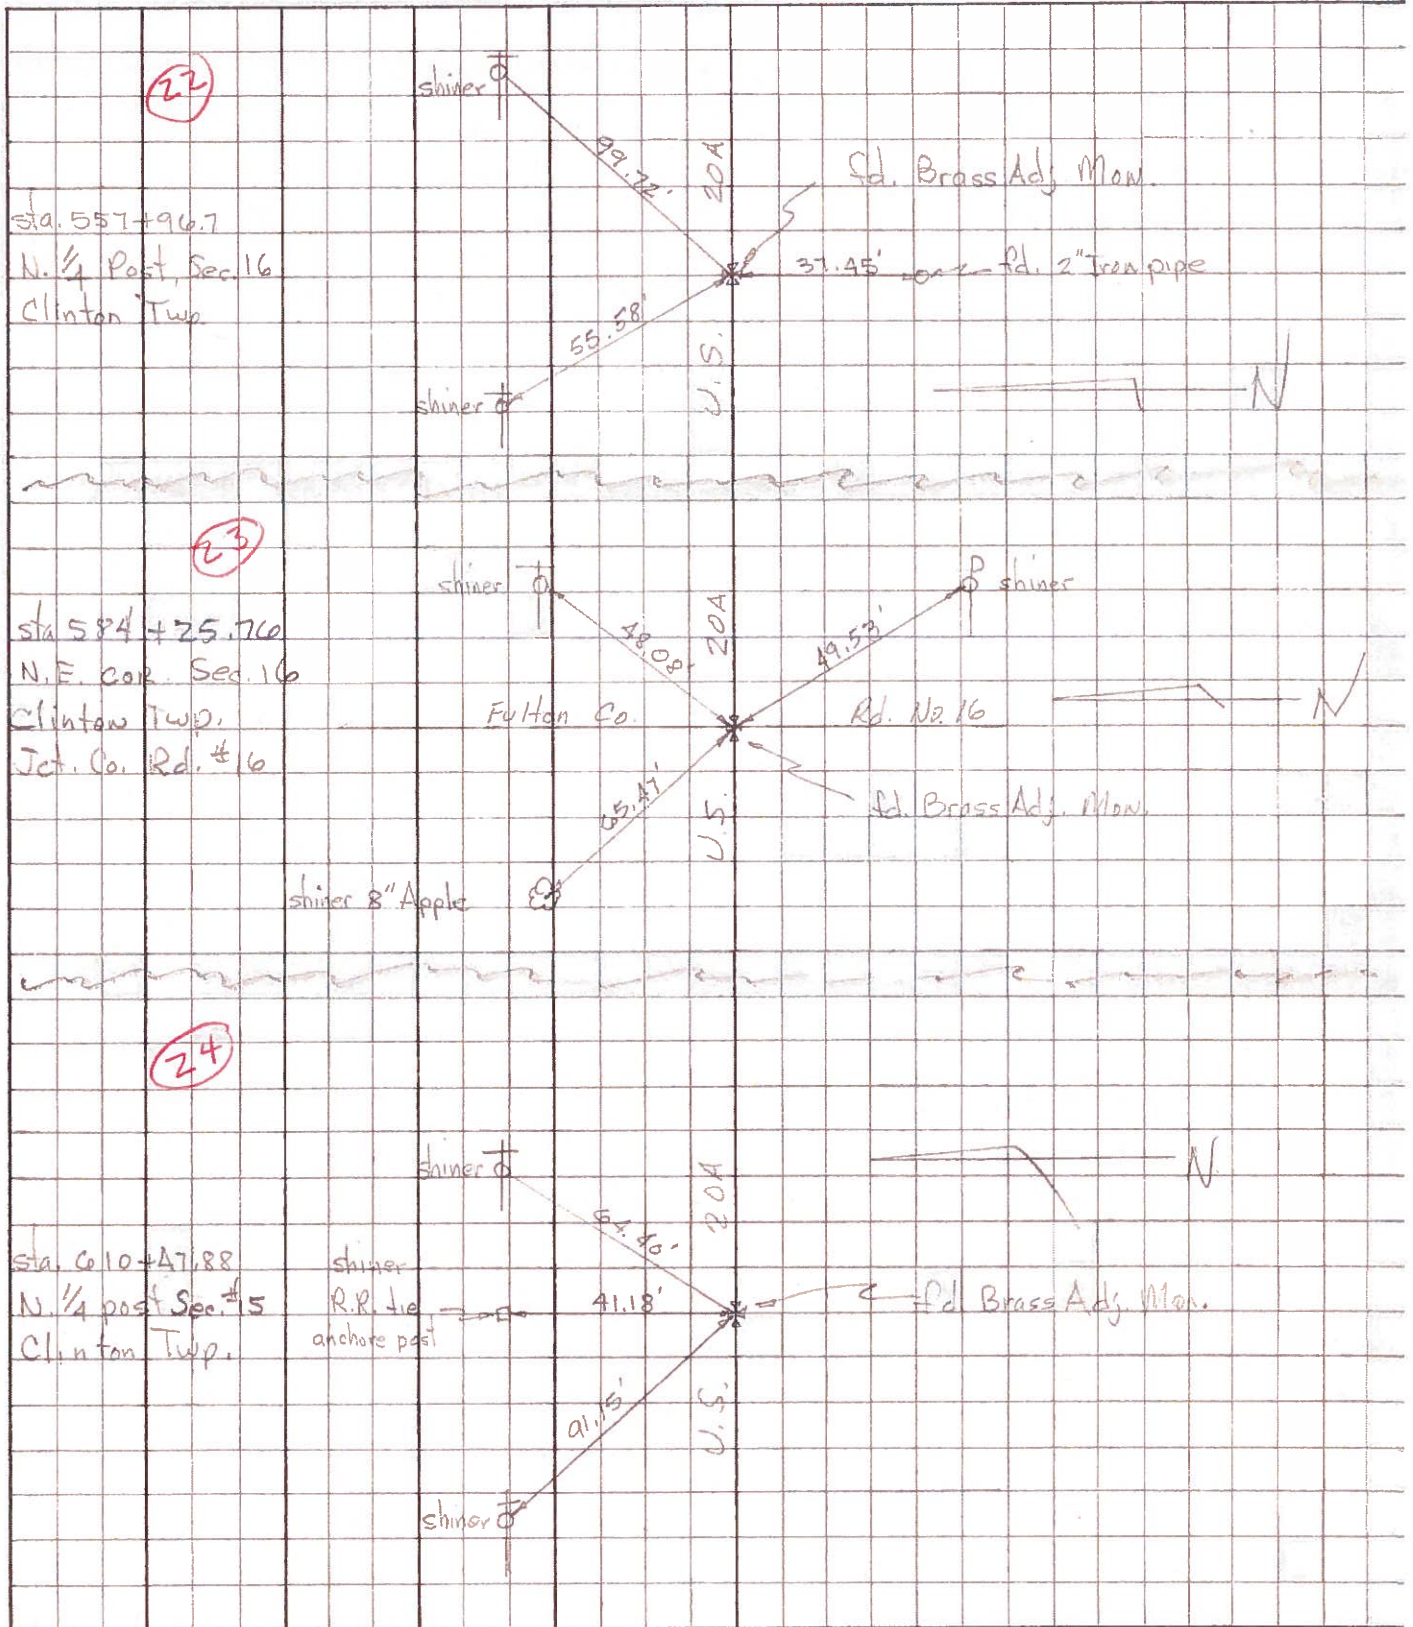 22
shiner
99.72'
20A
fd. Brass Adj. Mon.
sta. 557+96.7
N. 1/4 Post, Sec. 16
37.45'
fd. 2" Iron pipe
Clinton Twp.
55.58'
U.S.
shiner
N
23
shiner
shiner
20A
sta 584+25.76
48.08'
49.53'
N.E. cor. Sec. 16
Clinton Twp.
Fulton Co.
Rd. No. 16
N
Jct. Co. Rd. #16
65.47'
U.S.
fd. Brass Adj. Mon.
shiner 8" Apple
24
shiner
20A
N
64.40'
sta. 610+47.88
shiner
N. 1/4 post Sec. #15
R.R. tie
41.18'
fd Brass Adj. Mon.
Clinton Twp.
anchore post
91.15'
U.S.
shiner